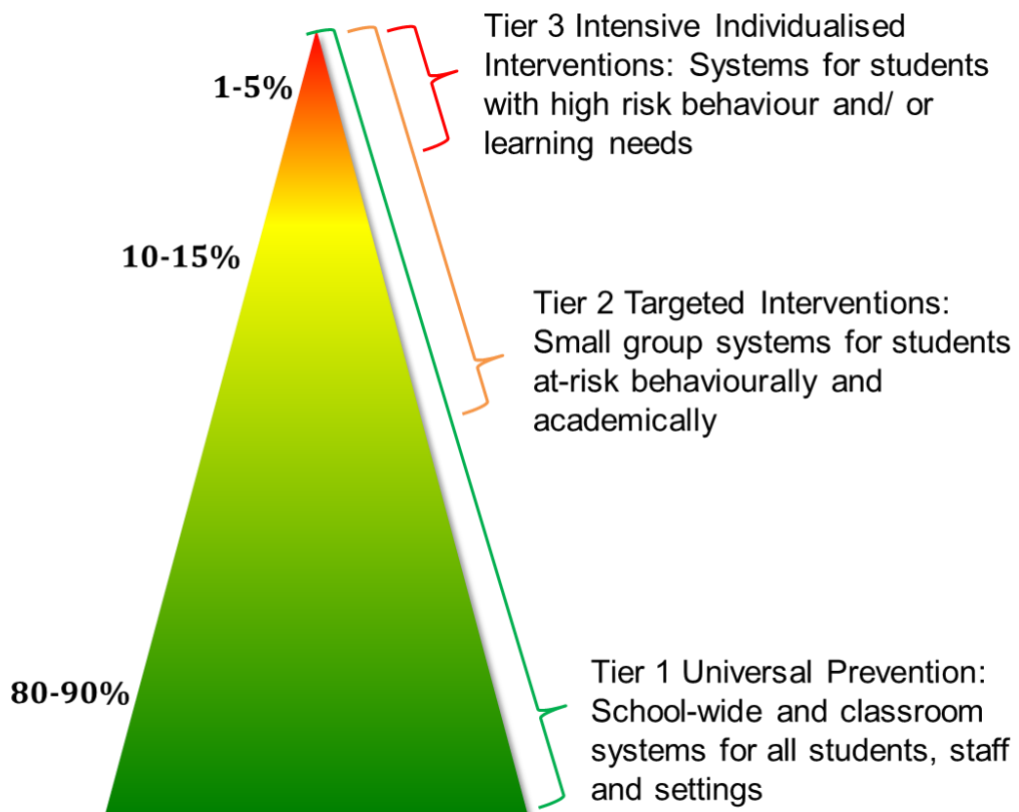 Tier 3 Intensive Individualised
Interventions: Systems for students
with high risk behaviour and/ or
learning needs
1-5%
10-15%
Tier 2 Targeted Interventions:
Small group systems for students
at-risk behaviourally and
academically
80-90%
Tier 1 Universal Prevention:
School-wide and classroom
systems for all students, staff
and settings